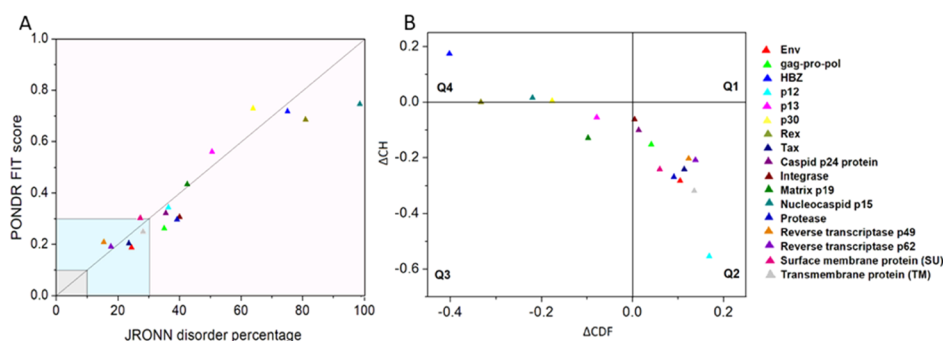 A
PONDR FIT score
1.0
0.8
0.6
0.4
0.2
0.0
0
20
40
60
80
100
JRONN disorder percentage
B
ΔCH
0.2
0.0
-0.2
-0.4
-0.6
Q4
Q1
Q3
Q2
-0.4
-0.2
0.0
0.2
ΔCDF
Env
gag-pro-pol
HBZ
p12
p13
p30
Rex
Tax
Caspid p24 protein
Integrase
Matrix p19
Nucleocaspid p15
Protease
Reverse transcriptase p49
Reverse transcriptase p62
Surface membrane protein (SU)
Transmembrane protein (TM)